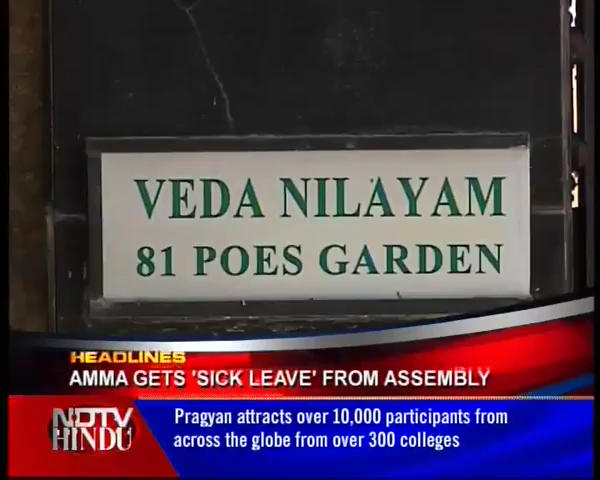 VEDA NILAYAM
81 POES GARDEN
HEADLINES
AMMA GETS 'SICK LEAVE' FROM ASSEMBLY
NDTV
HINDU
Pragyan attracts over 10,000 participants from
across the globe from over 300 colleges